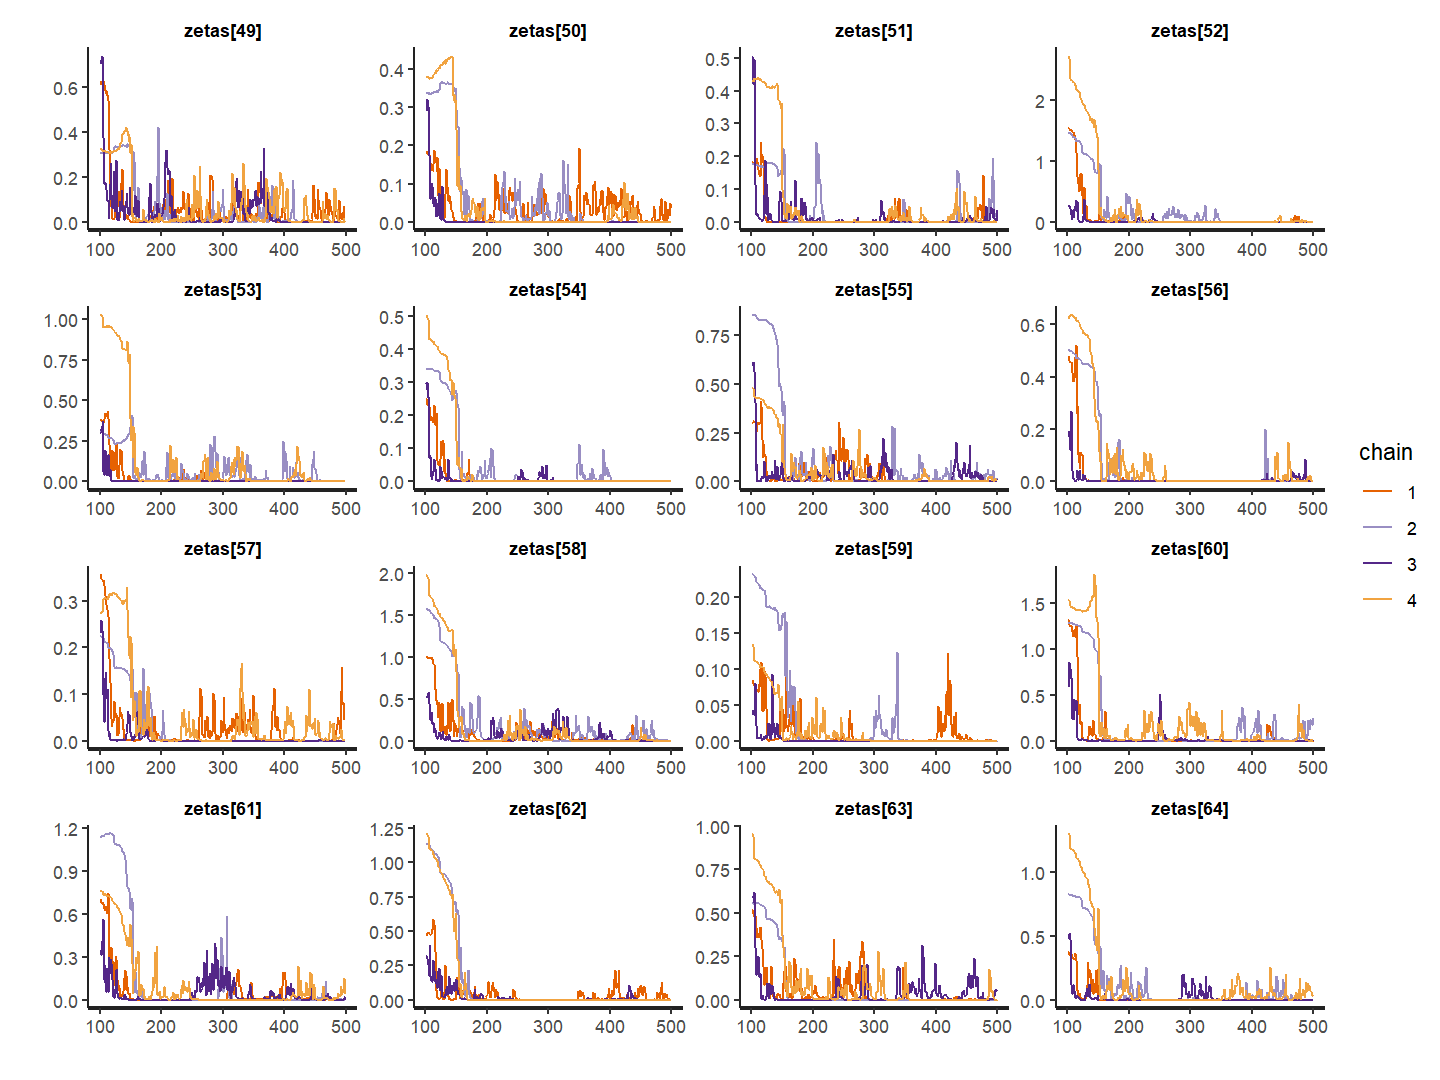 zetas[49] zetas[50] zetas[51] zetas[52]
0.6 0.4 0.2 0.0
0.4 0.3 0.2 0.1 0.0
0.5 0.4 0.3 0.2 0.1 0.0
2 1 0
100 200 300 400 500 100 200 300 400 500 100 200 300 400 500 100 200 300 400 500
zetas[53] zetas[54] zetas[55] zetas[56]
1.00 0.75 0.50 0.25 0.00
0.5 0.4 0.3 0.2 0.1 0.0
0.75 0.50 0.25 0.00
0.6 0.4 0.2 0.0
100 200 300 400 500 100 200 300 400 500 100 200 300 400 500 100 200 300 400 500
zetas[57] zetas[58] zetas[59] zetas[60]
0.3 0.2 0.1 0.0
2.0 1.5 1.0 0.5 0.0
0.20 0.15 0.10 0.05 0.00
1.5 1.0 0.5 0.0
100 200 300 400 500 100 200 300 400 500 100 200 300 400 500 100 200 300 400 500
zetas[61] zetas[62] zetas[63] zetas[64]
1.2 0.9 0.6 0.3 0.0
1.25 1.00 0.75 0.50 0.25 0.00
1.00 0.75 0.50 0.25 0.00
1.0 0.5 0.0
100 200 300 400 500 100 200 300 400 500 100 200 300 400 500 100 200 300 400 500
chain
1
2
3
4